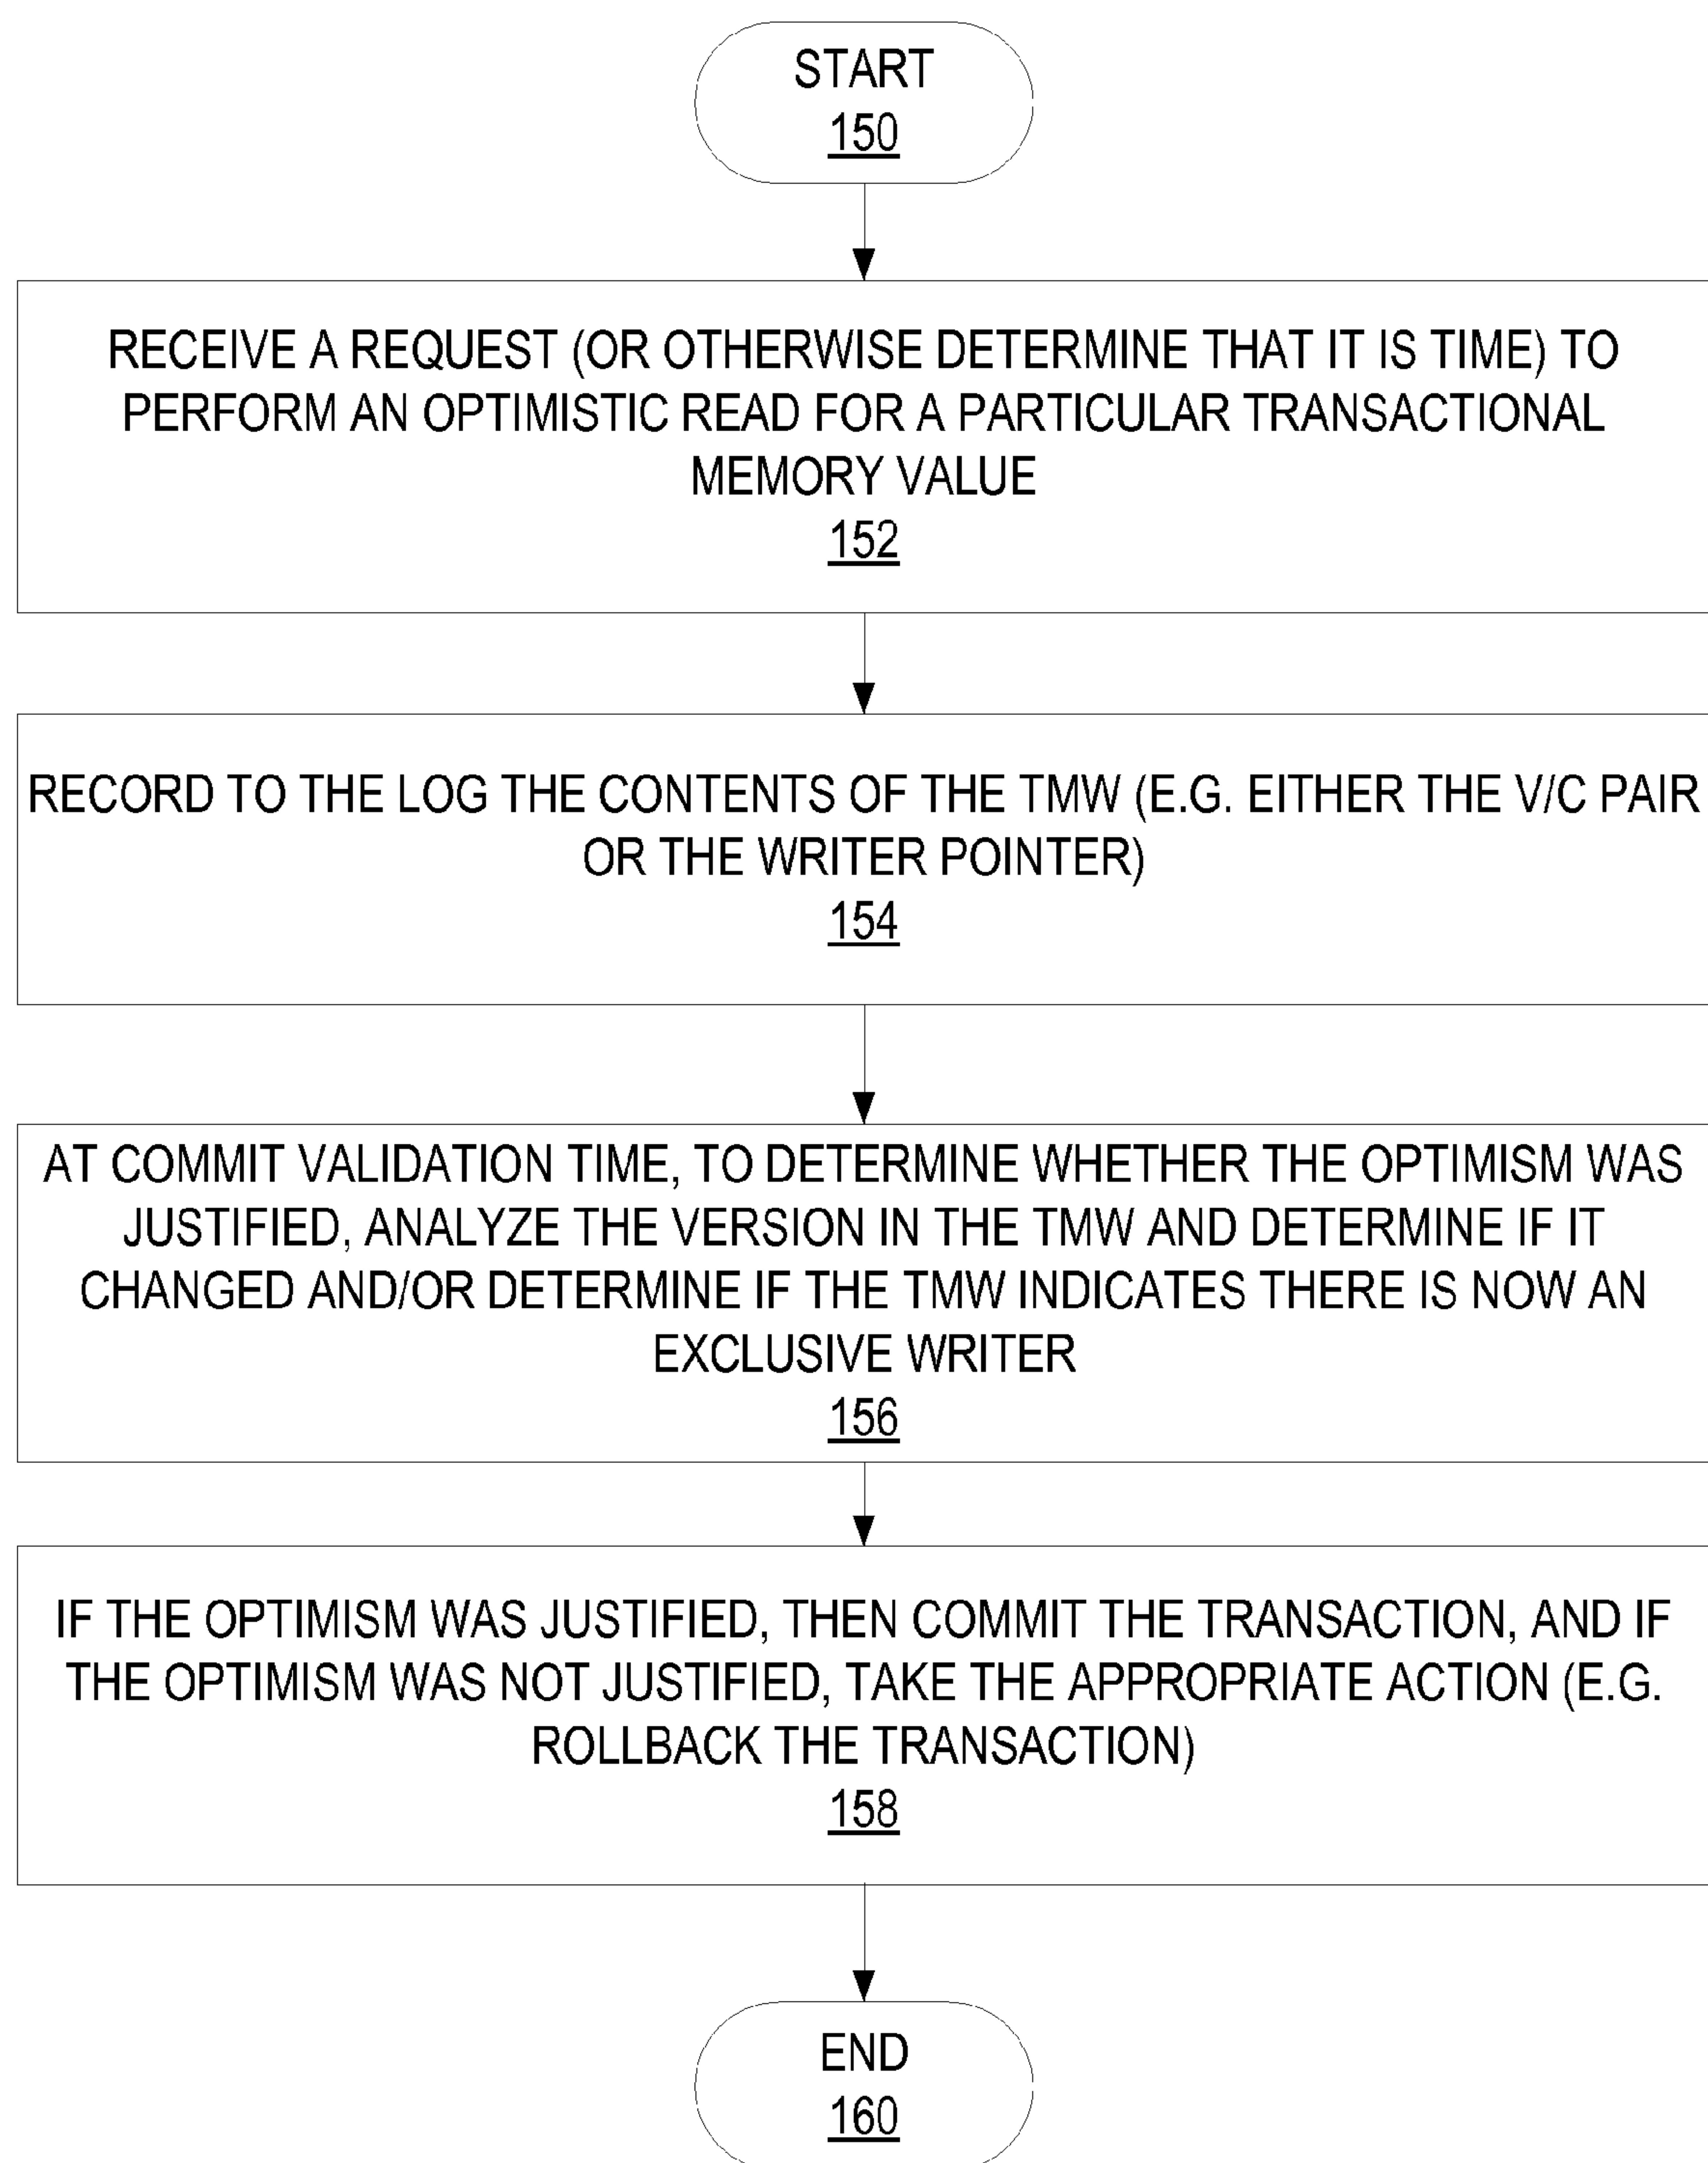 START
150
RECEIVE A REQUEST (OR OTHERWISE DETERMINE THAT IT IS TIME) TO
PERFORM AN OPTIMISTIC READ FOR A PARTICULAR TRANSACTIONAL
MEMORY VALUE
152
RECORD TO THE LOG THE CONTENTS OF THE TMW (E.G. EITHER THE V/C PAIR
OR THE WRITER POINTER)
154
AT COMMIT VALIDATION TIME, TO DETERMINE WHETHER THE OPTIMISM WAS
JUSTIFIED, ANALYZE THE VERSION IN THE TMW AND DETERMINE IF IT
CHANGED AND/OR DETERMINE IF THE TMW INDICATES THERE IS NOW AN
EXCLUSIVE WRITER
156
IF THE OPTIMISM WAS JUSTIFIED, THEN COMMIT THE TRANSACTION, AND IF
THE OPTIMISM WAS NOT JUSTIFIED, TAKE THE APPROPRIATE ACTION (E.G.
ROLLBACK THE TRANSACTION)
158
END
160